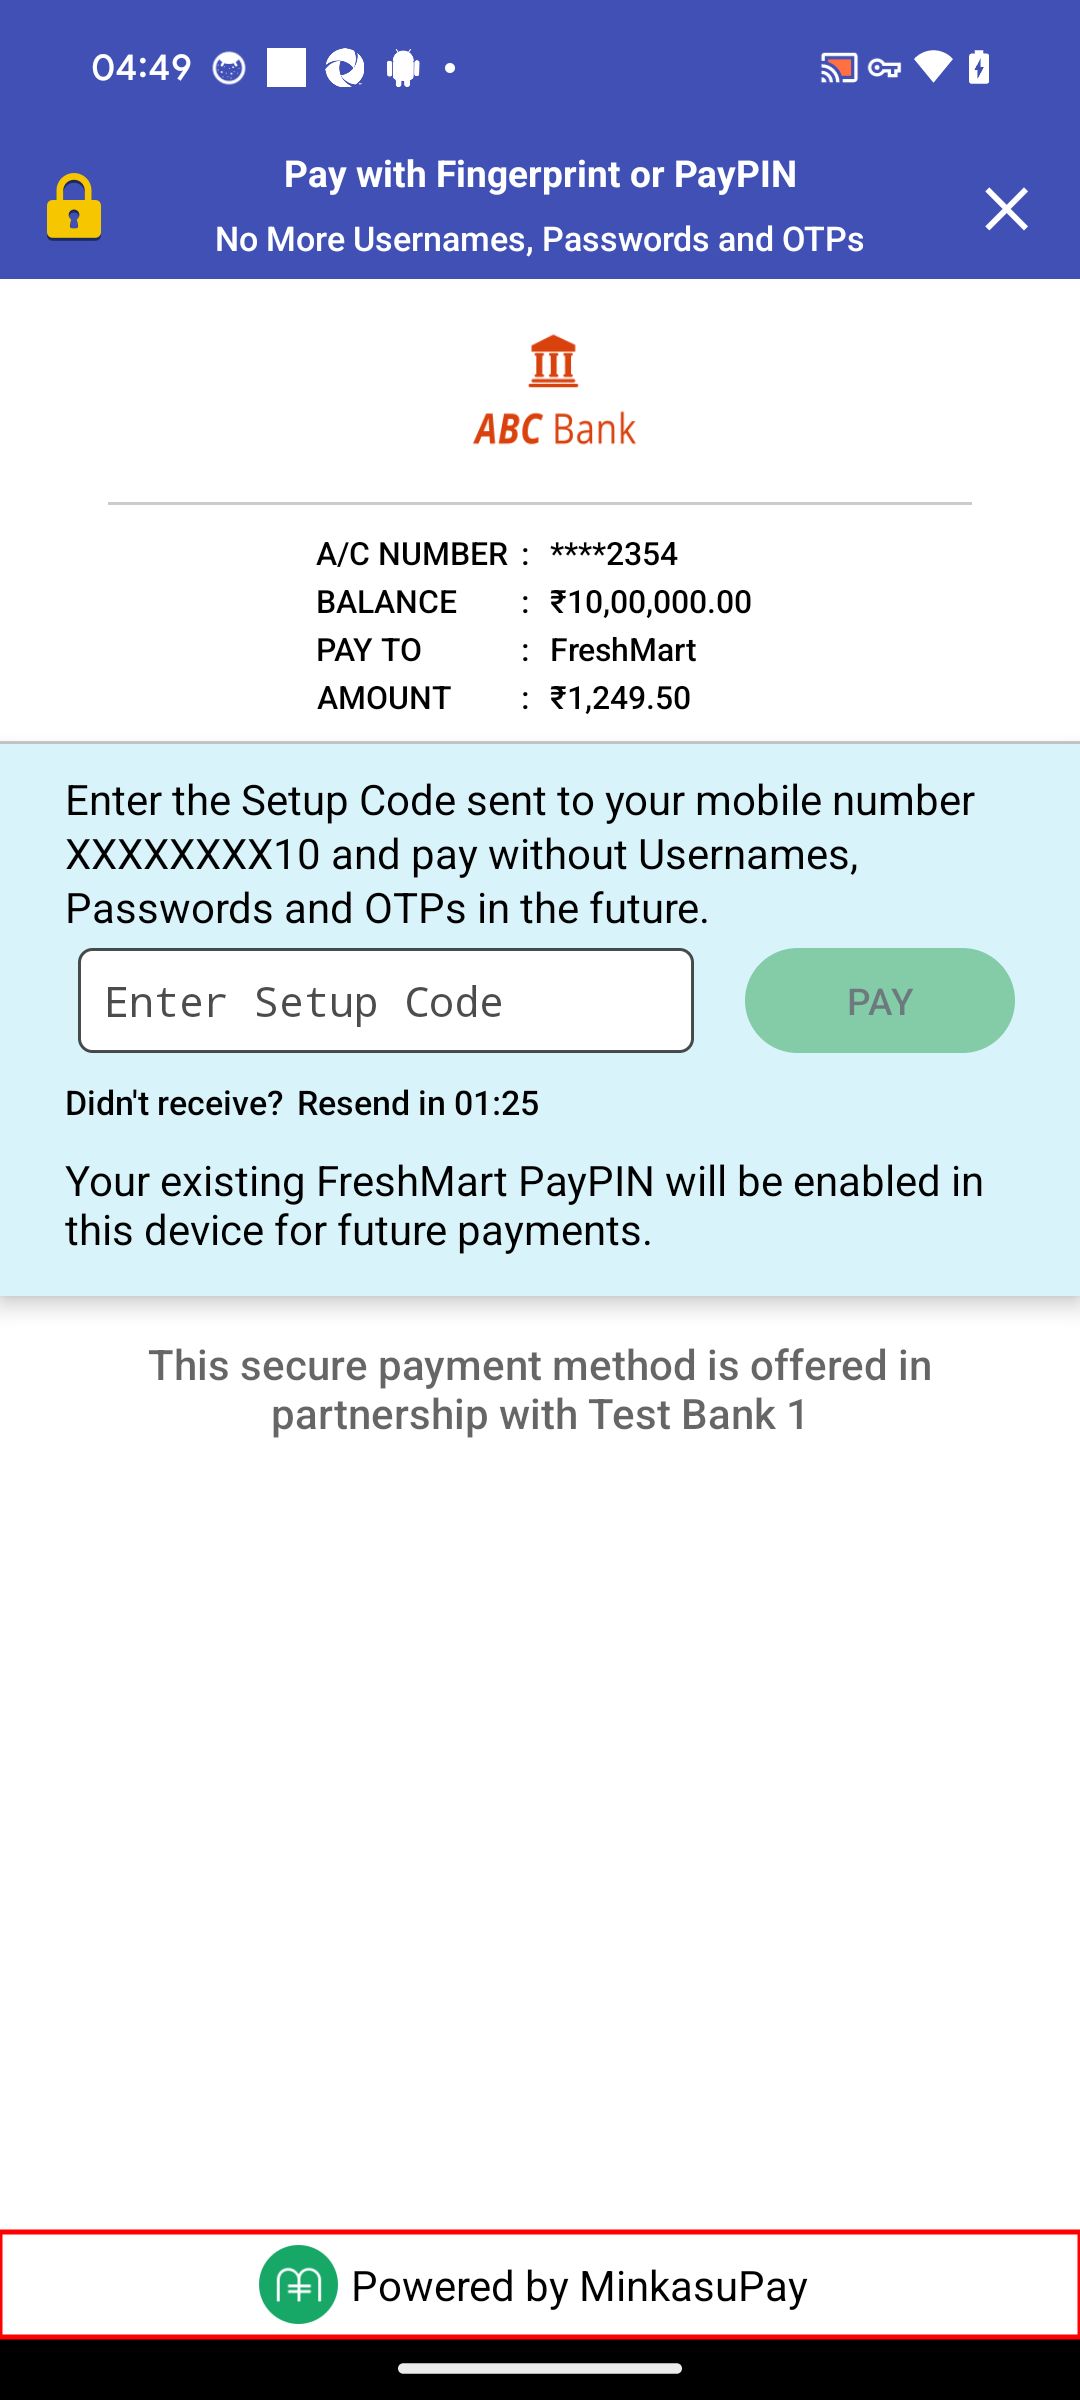 04:49
Pay with Fingerprint or PayPIN
No More Usernames, Passwords and OTPs
ABC Bank
A/C NUMBER : ****2354
BALANCE : ₹10,00,000.00
PAY TO : FreshMart
AMOUNT : ₹1,249.50
Enter the Setup Code sent to your mobile number
XXXXXXXX10 and pay without Usernames,
Passwords and OTPs in the future.
Enter Setup Code PAY
Didn't receive? Resend in 01:25
Your existing FreshMart PayPIN will be enabled in
this device for future payments.
This secure payment method is offered in
partnership with Test Bank 1
Powered by MinkasuPay